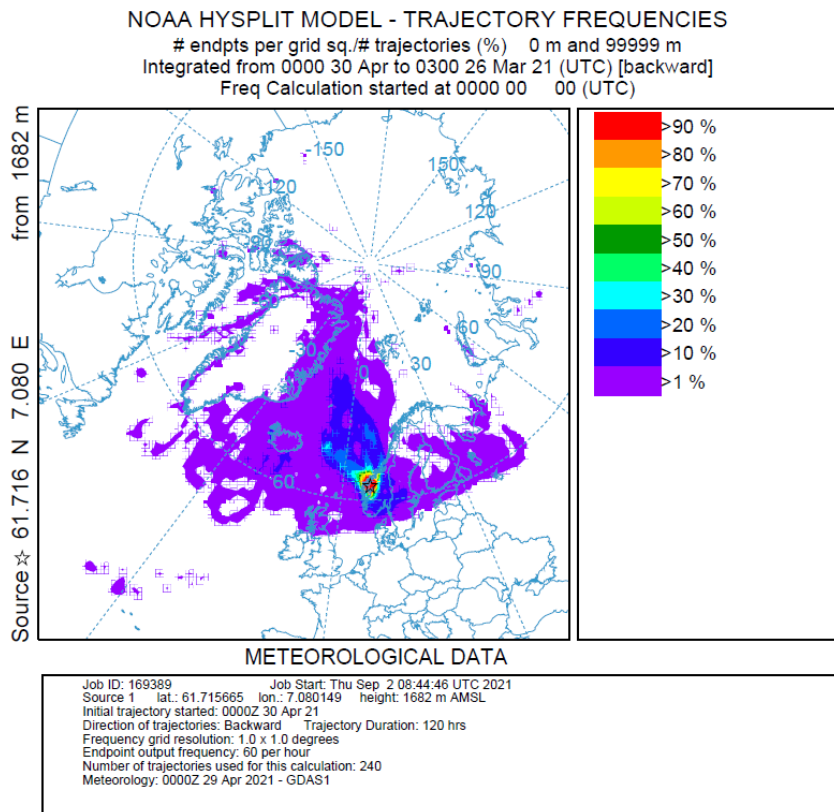 NOAA HYSPLIT MODEL - TRAJECTORY FREQUENCIES
# endpts per grid sq./# trajectories (%) 0 m and 99999 m
Integrated from 0000 30 Apr to 0300 26 Mar 21 (UTC) [backward]
Freq Calculation started at 0000 00 00 (UTC)
Source ☆ 61.716 N 7.080 E from 1682 m
-150
150
-120
120
90
60
-30
0
30
60
>90 %
>80 %
>70 %
>60 %
>50 %
>40 %
>30 %
>20 %
>10 %
>1 %
METEOROLOGICAL DATA
Job ID: 169389 Job Start: Thu Sep 2 08:44:46 UTC 2021
Source 1 lat.: 61.715665 lon.: 7.080149 height: 1682 m AMSL
Initial trajectory started: 0000Z 30 Apr 21
Direction of trajectories: Backward Trajectory Duration: 120 hrs
Frequency grid resolution: 1.0 x 1.0 degrees
Endpoint output frequency: 60 per hour
Number of trajectories used for this calculation: 240
Meteorology: 0000Z 29 Apr 2021 - GDAS1